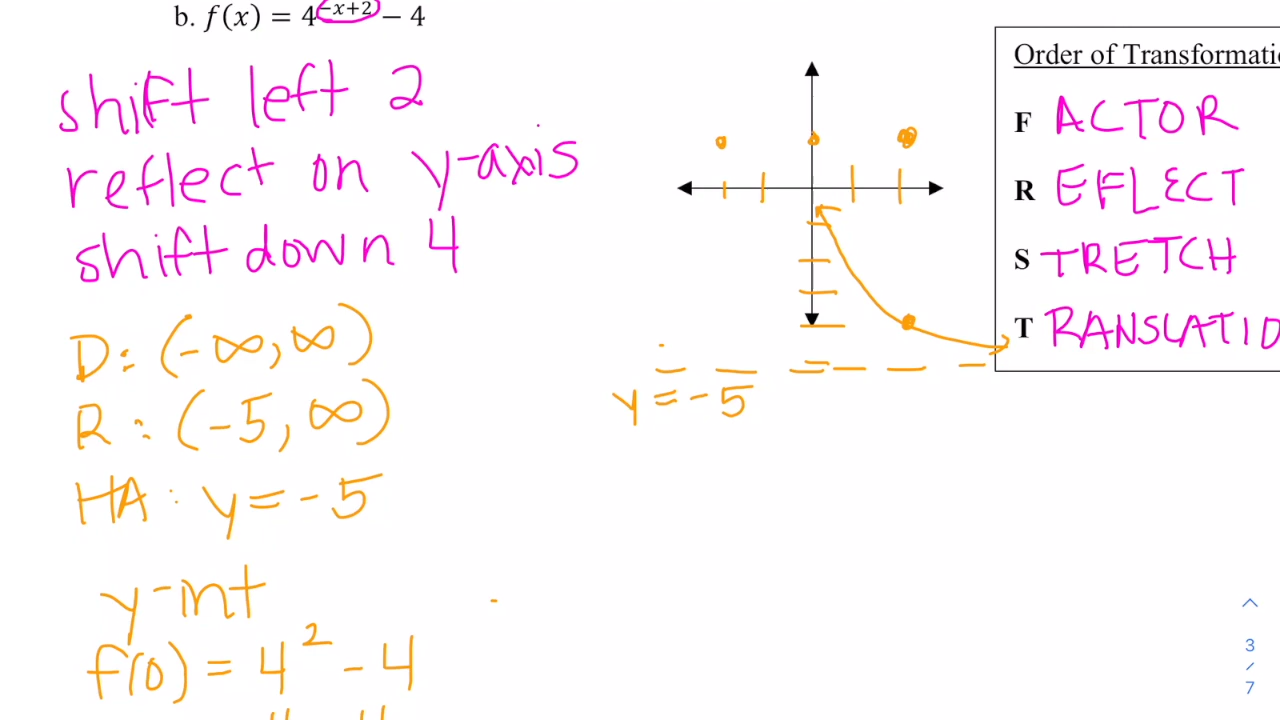 b. f(x) = 4^{-x+2} - 4
shift left 2
reflect on y-axis
shift down 4
D: (-∞, ∞)
R: (-5, ∞)
HA: y = -5
y-int
f(0) = 4^2 - 4
y = -5
Order of Transformati
F ACTOR
R EFLECT
S TRETCH
T RANSLATIO
3
/
7